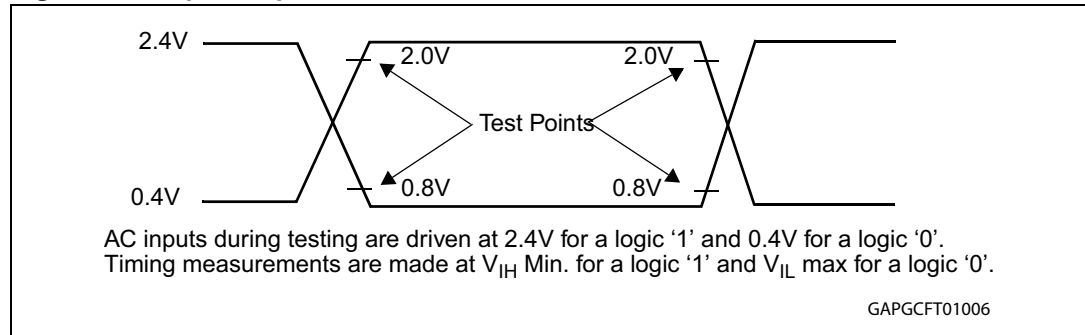 2.4V
2.0V
2.0V
Test Points
0.8V
0.8V
0.4V
AC inputs during testing are driven at 2.4V for a logic ‘1’ and 0.4V for a logic ‘0’.
Timing measurements are made at VIH Min. for a logic ‘1’ and VIL max for a logic ‘0’.
GAPGCFT01006